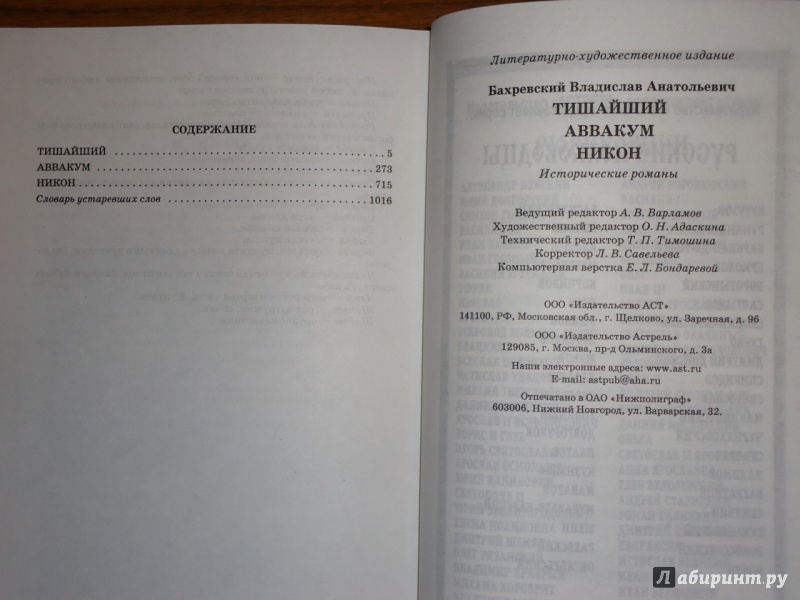 СОДЕРЖАНИЕ
ТИШАЙШИЙ ........ 5
АВВАКУМ ........ 273
НИКОН ........ 715
Словарь устаревших слов ........ 1016
Литературно-художественное издание
Бахревский Владислав Анатольевич
ТИШАЙШИЙ
АВВАКУМ
НИКОН
Исторические романы
Ведущий редактор А. В. Варламов
Художественный редактор О. Н. Адаскина
Технический редактор Т. П. Тимошина
Корректор Л. В. Савельева
Компьютерная верстка Е. Л. Бондаревой
ООО «Издательство АСТ»
141100, РФ, Московская обл., г. Щелково, ул. Заречная, д. 96
ООО «Издательство Астрель»
129085, г. Москва, пр-д Ольминского, д. 3а
Наши электронные адреса: www.ast.ru
E-mail: astpub@aha.ru
Отпечатано в ОАО «Нижполиграф»
603006, Нижний Новгород, ул. Варварская, 32.
Лабиринт.ру